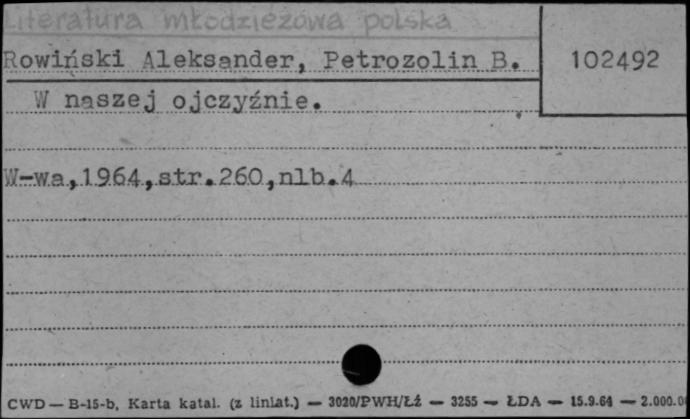 Literatura młodzieżowa polska
Rowiński Aleksander, Petrozolin B.
102492
W naszej ojczyźnie.
W-wa,1964,str.260,nlb.4
CWD — B-15-b, Karta katal. (z liniat.) — 3020/PWH/Łź — 3255 — ŁDA — 15.9.64 — 2.000.0